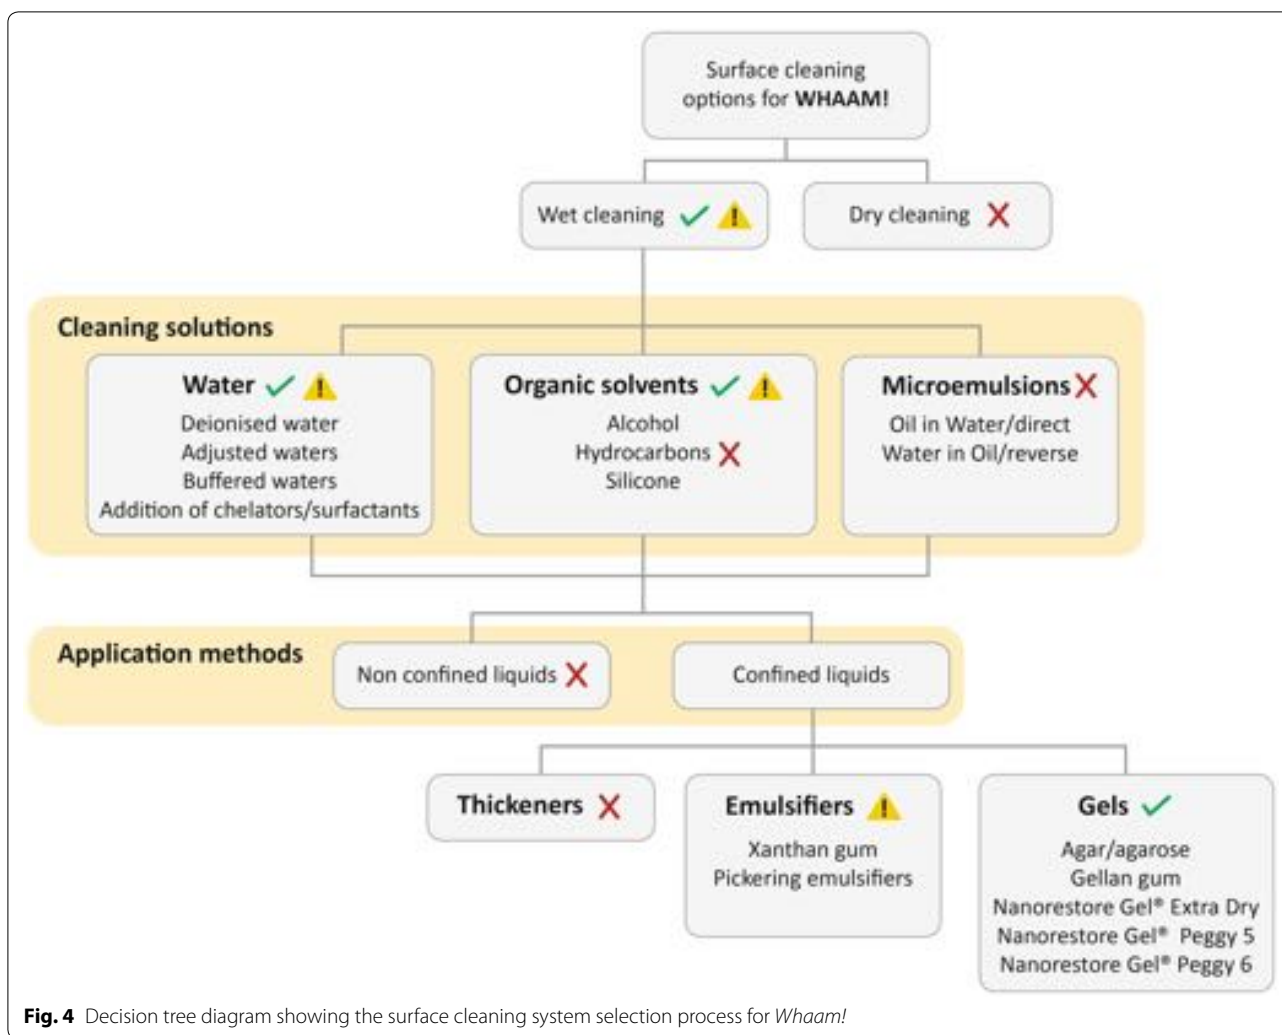 Surface cleaning
options for WHAAM!
Wet cleaning
Dry cleaning
Cleaning solutions
Water
Deionised water
Adjusted waters
Buffered waters
Addition of chelators/surfactants
Organic solvents
Alcohol
Hydrocarbons
Silicone
Microemulsions
Oil in Water/direct
Water in Oil/reverse
Application methods
Non confined liquids
Confined liquids
Thickeners
Emulsifiers
Xanthan gum
Pickering emulsifiers
Gels
Agar/agarose
Gellan gum
Nanorestore Gel® Extra Dry
Nanorestore Gel® Peggy 5
Nanorestore Gel® Peggy 6
Fig. 4 Decision tree diagram showing the surface cleaning system selection process for Whaam!